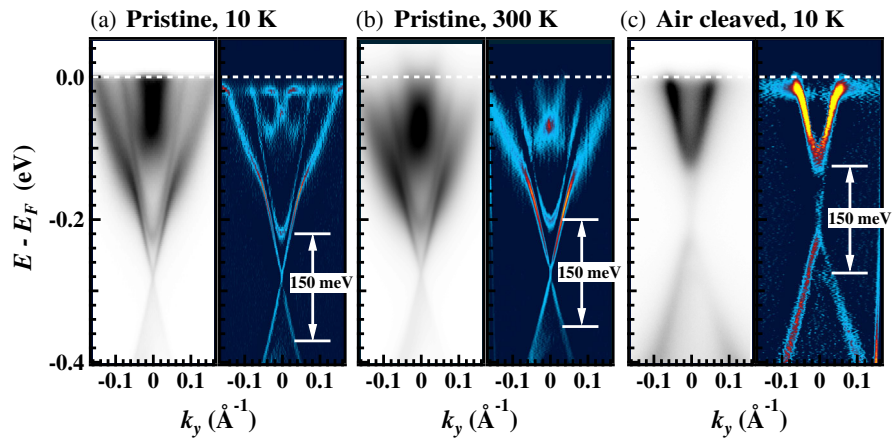 (a) Pristine, 10 K
(b) Pristine, 300 K
(c) Air cleaved, 10 K
E - E_F (eV)
0.0
-0.2
-0.4
150 meV
150 meV
150 meV
-0.1 0 0.1 -0.1 0 0.1
-0.1 0 0.1 -0.1 0 0.1
-0.1 0 0.1 -0.1 0 0.1
k_y (Å⁻¹)
k_y (Å⁻¹)
k_y (Å⁻¹)